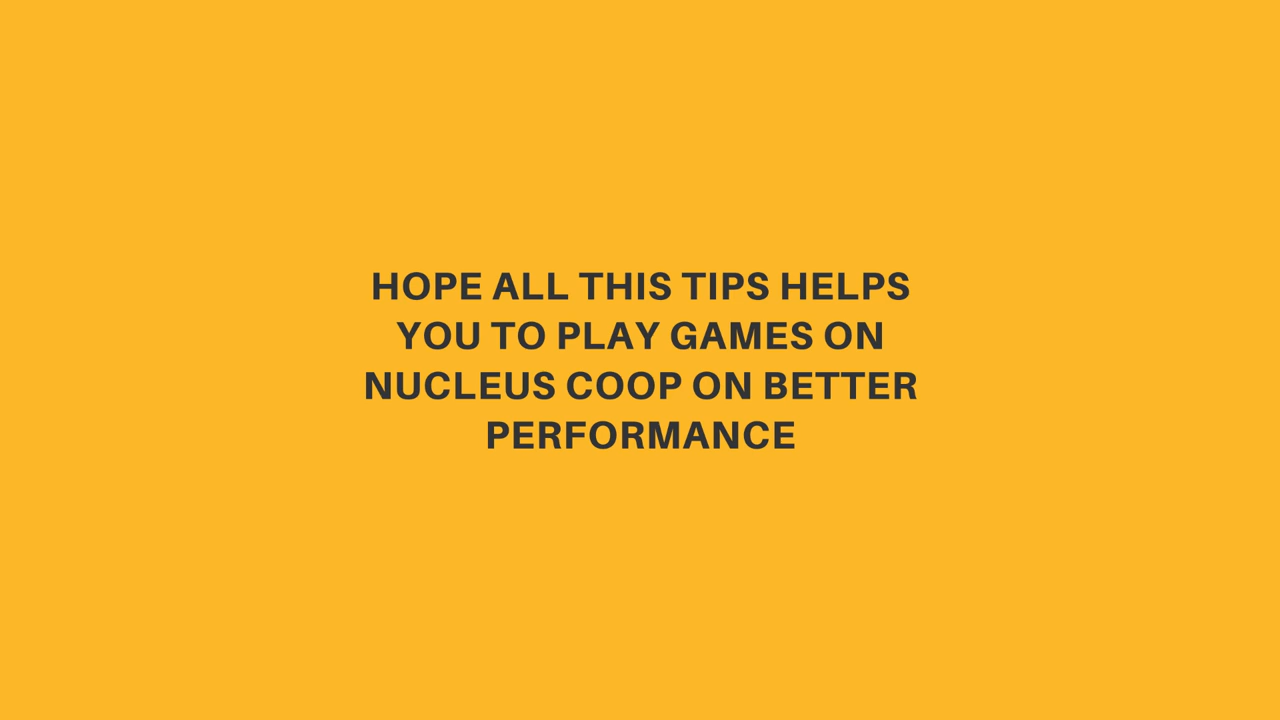 HOPE ALL THIS TIPS HELPS
YOU TO PLAY GAMES ON
NUCLEUS COOP ON BETTER
PERFORMANCE